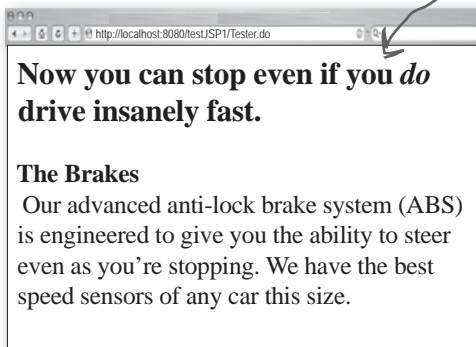 http://localhost:8080/testJSP1/Tester.do
Now you can stop even if you do
drive insanely fast.
The Brakes
Our advanced anti-lock brake system (ABS)
is engineered to give you the ability to steer
even as you’re stopping. We have the best
speed sensors of any car this size.